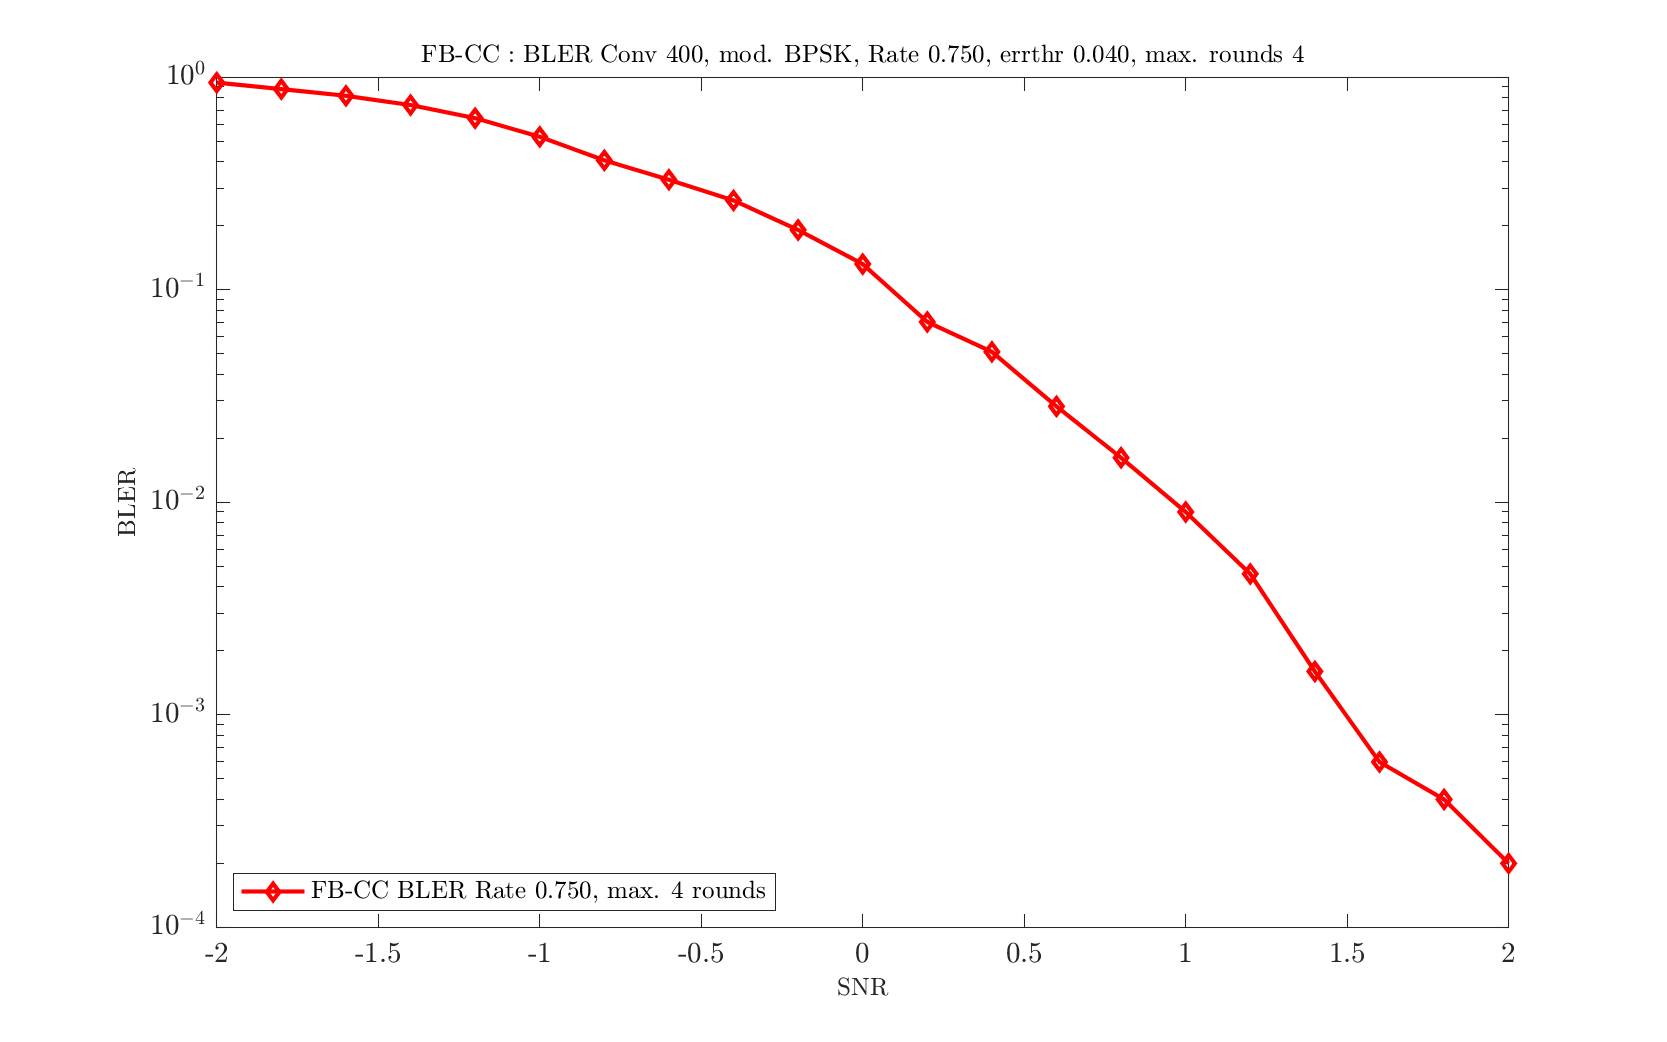 FB-CC : BLER Conv 400, mod. BPSK, Rate 0.750, errthr 0.040, max. rounds 4
10^0
10^{-1}
10^{-2}
10^{-3}
10^{-4}
BLER
FB-CC BLER Rate 0.750, max. 4 rounds
-2 -1.5 -1 -0.5 0 0.5 1 1.5 2
SNR